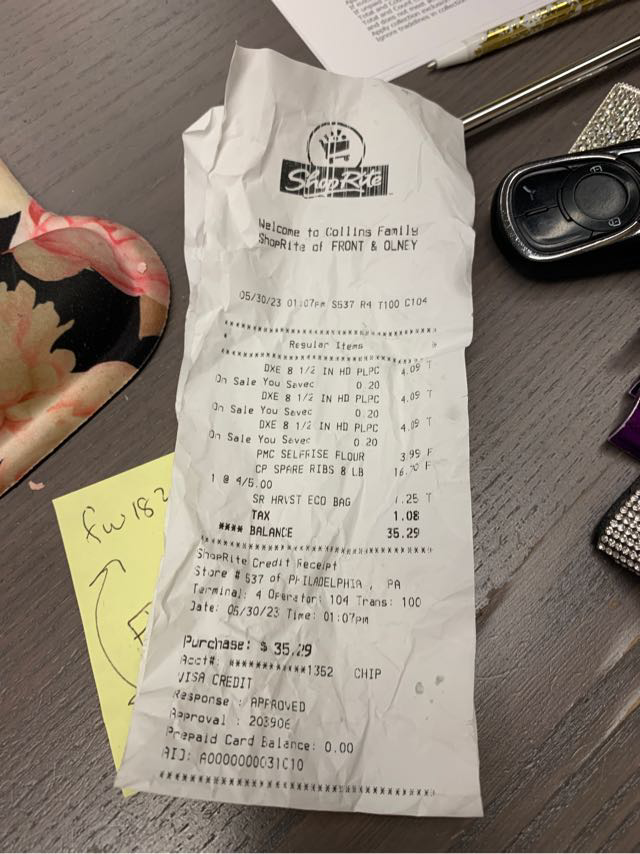 ShopRite
Welcome to Collins Family
ShopRite of FRONT & OLNEY
05/30/23 01:07pm S537 R4 T100 C104
************************************
* Regular Items *
************************************
DXE 8 1/2 IN HD PLPC 4.09 T
On Sale You Saved 0.20
DXE 8 1/2 IN HD PLPC 4.09 T
On Sale You Saved 0.20
DXE 8 1/2 IN HD PLPC 4.09 T
On Sale You Saved 0.20
PMC SELFRISE FLOUR 3.99 F
CP SPARE RIBS 8 LB 16.70 F
1 @ 4/5.00
SR HRVST ECO BAG 1.25 T
TAX 1.08
**** BALANCE 35.29
************************************
ShopRite Credit Receipt
Store # 537 of PHILADELPHIA , PA
Terminal: 4 Operator: 104 Trans: 100
Date: 05/30/23 Time: 01:07pm
Purchase: $ 35.29
Acct#: ************1352 CHIP
VISA CREDIT
Response : APPROVED
Approval : 203906
Prepaid Card Balance: 0.00
AID: A0000000031010
************************************
fw 182
Ignore tradelines in collection